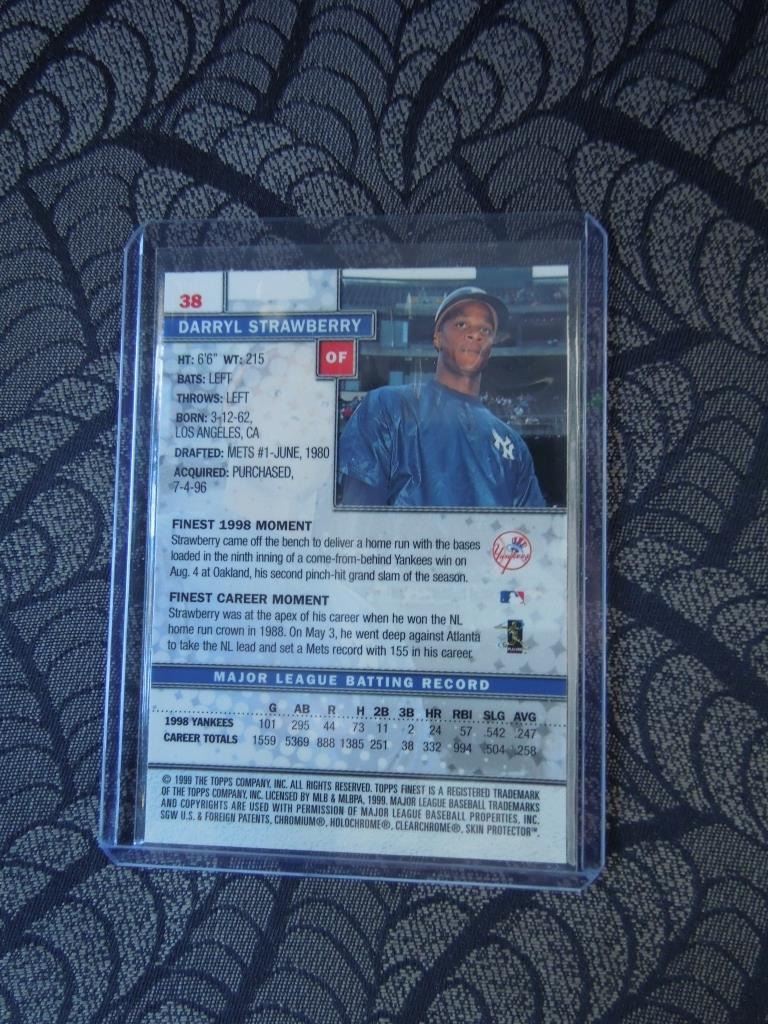 38
DARRYL STRAWBERRY
OF
HT: 6'6" WT: 215
BATS: LEFT
THROWS: LEFT
BORN: 3-12-62,
LOS ANGELES, CA
DRAFTED: METS #1-JUNE, 1980
ACQUIRED: PURCHASED,
7-4-96
NY
FINEST 1998 MOMENT
Strawberry came off the bench to deliver a home run with the bases
loaded in the ninth inning of a come-from-behind Yankees win on
Aug. 4 at Oakland, his second pinch-hit grand slam of the season.
Yankees
FINEST CAREER MOMENT
Strawberry was at the apex of his career when he won the NL
home run crown in 1988. On May 3, he went deep against Atlanta
to take the NL lead and set a Mets record with 155 in his career.
MAJOR LEAGUE BATTING RECORD
G AB R H 2B 3B HR RBI SLG AVG
1998 YANKEES 101 295 44 73 11 2 24 57 .542 .247
CAREER TOTALS 1559 5369 888 1385 251 38 332 994 .504 .258
© 1999 THE TOPPS COMPANY, INC. ALL RIGHTS RESERVED. TOPPS FINEST IS A REGISTERED TRADEMARK
OF THE TOPPS COMPANY, INC. LICENSED BY MLB & MLBPA, 1999. MAJOR LEAGUE BASEBALL TRADEMARKS
AND COPYRIGHTS ARE USED WITH PERMISSION OF MAJOR LEAGUE BASEBALL PROPERTIES, INC.
SGW U.S. & FOREIGN PATENTS, CHROMIUM®, HOLOCHROME®, CLEARCHROME®, SKIN PROTECTOR™.